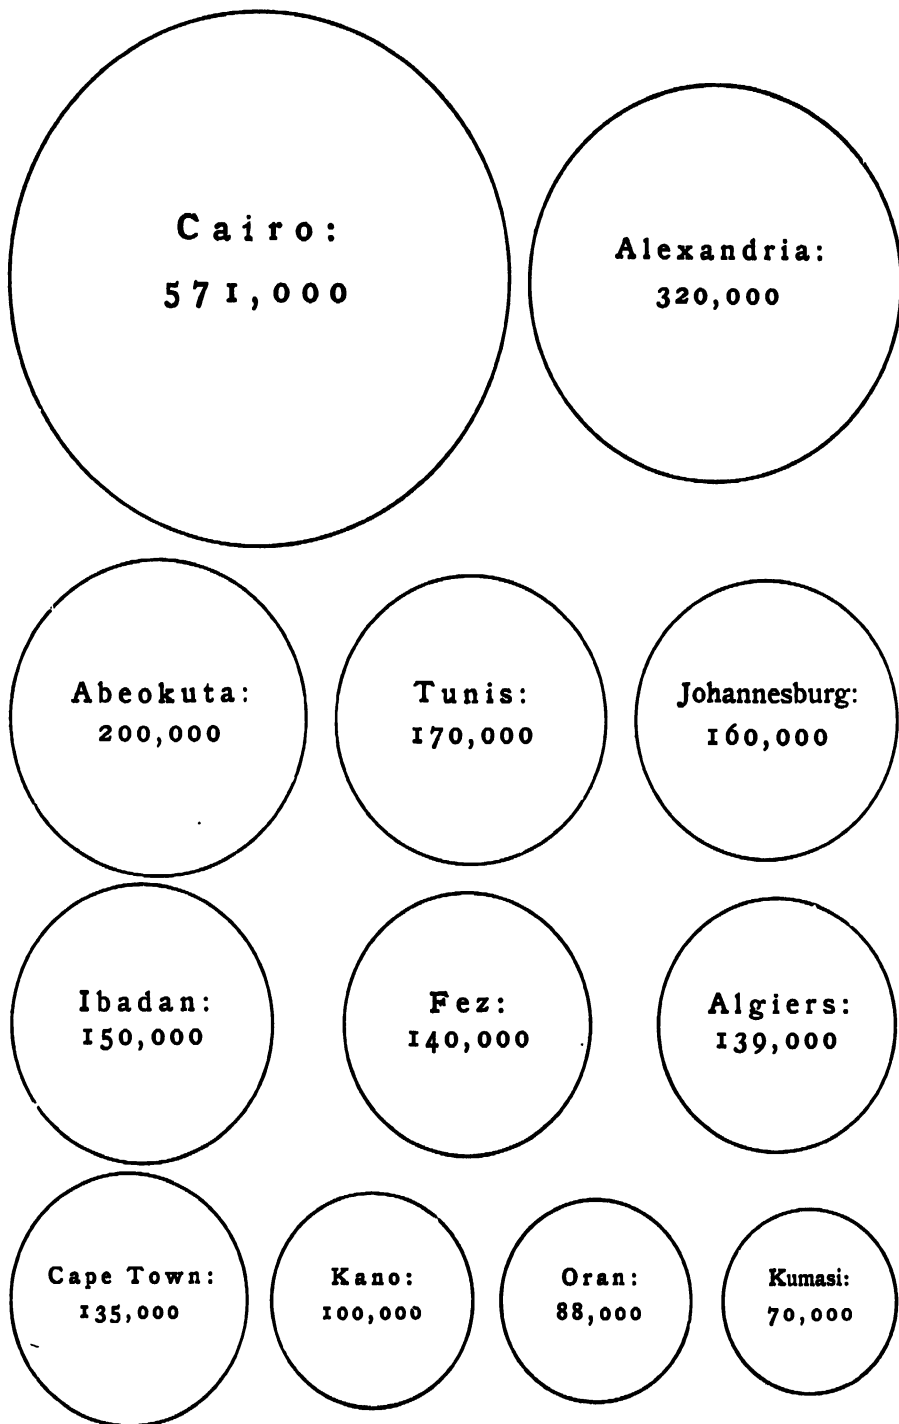 Cairo:
571,000
Alexandria:
320,000
Abeokuta:
200,000
Tunis:
170,000
Johannesburg:
160,000
Ibadan:
150,000
Fez:
140,000
Algiers:
139,000
Cape Town:
135,000
Kano:
100,000
Oran:
88,000
Kumasi:
70,000